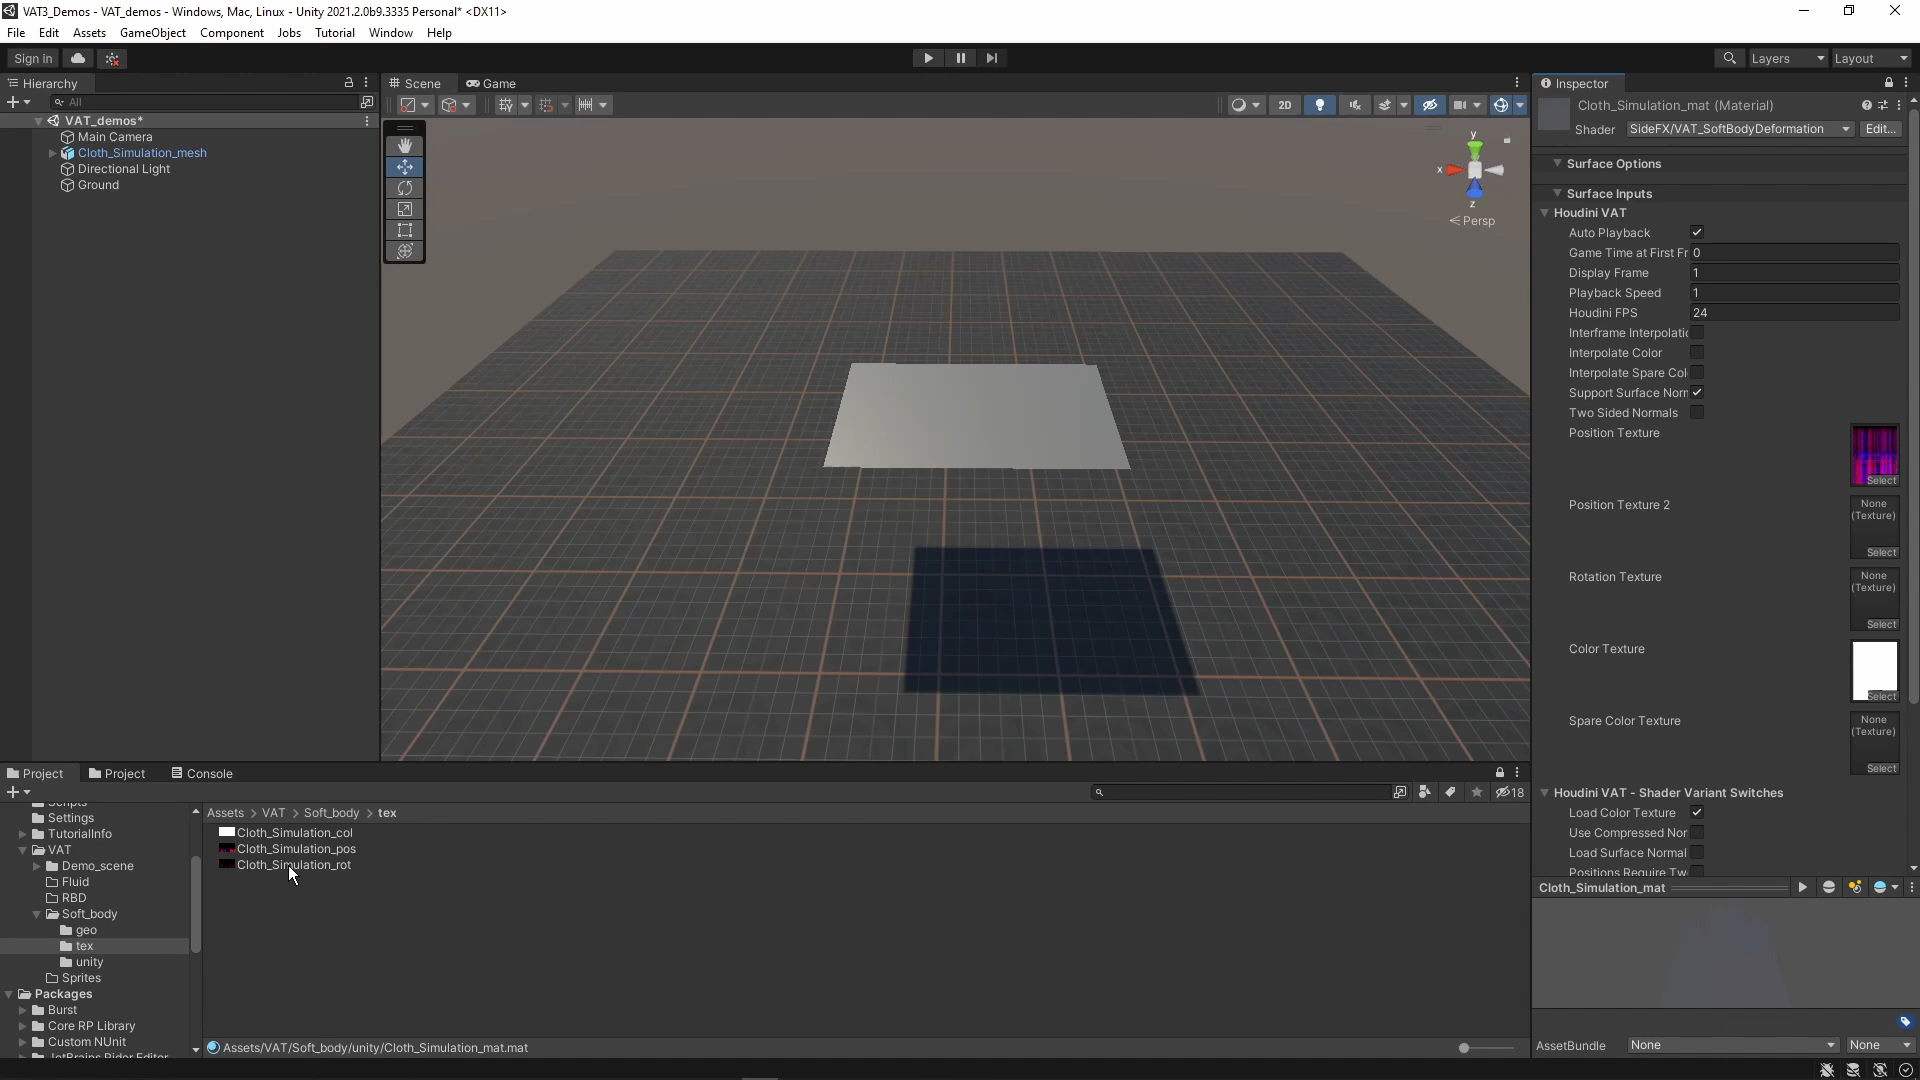 VAT3_Demos - VAT_demos - Windows, Mac, Linux - Unity 2021.2.0b9.3335 Personal* <DX11>
File Edit Assets GameObject Component Jobs Tutorial Window Help
Sign in
Layers
Layout
Hierarchy
All
VAT_demos*
Main Camera
Cloth_Simulation_mesh
Directional Light
Ground
Scene
Game
2D
y
x
z
Persp
Inspector
Cloth_Simulation_mat (Material)
Shader SideFX/VAT_SoftBodyDeformation Edit...
Surface Options
Surface Inputs
Houdini VAT
Auto Playback
Game Time at First Fr 0
Display Frame 1
Playback Speed 1
Houdini FPS 24
Interframe Interpolatic
Interpolate Color
Interpolate Spare Col
Support Surface Norn
Two Sided Normals
Position Texture
Select
Position Texture 2
None
(Texture)
Select
Rotation Texture
None
(Texture)
Select
Color Texture
Select
Spare Color Texture
None
(Texture)
Select
Houdini VAT - Shader Variant Switches
Load Color Texture
Use Compressed Nor
Load Surface Normal
Positions Require Tw
Cloth_Simulation_mat
AssetBundle None None
Project
Project
Console
18
Scripts
Settings
TutorialInfo
VAT
Demo_scene
Fluid
RBD
Soft_body
geo
tex
unity
Sprites
Packages
Burst
Core RP Library
Custom NUnit
JetBrains Rider Editor
Assets > VAT > Soft_body > tex
Cloth_Simulation_col
Cloth_Simulation_pos
Cloth_Simulation_rot
Assets/VAT/Soft_body/unity/Cloth_Simulation_mat.mat